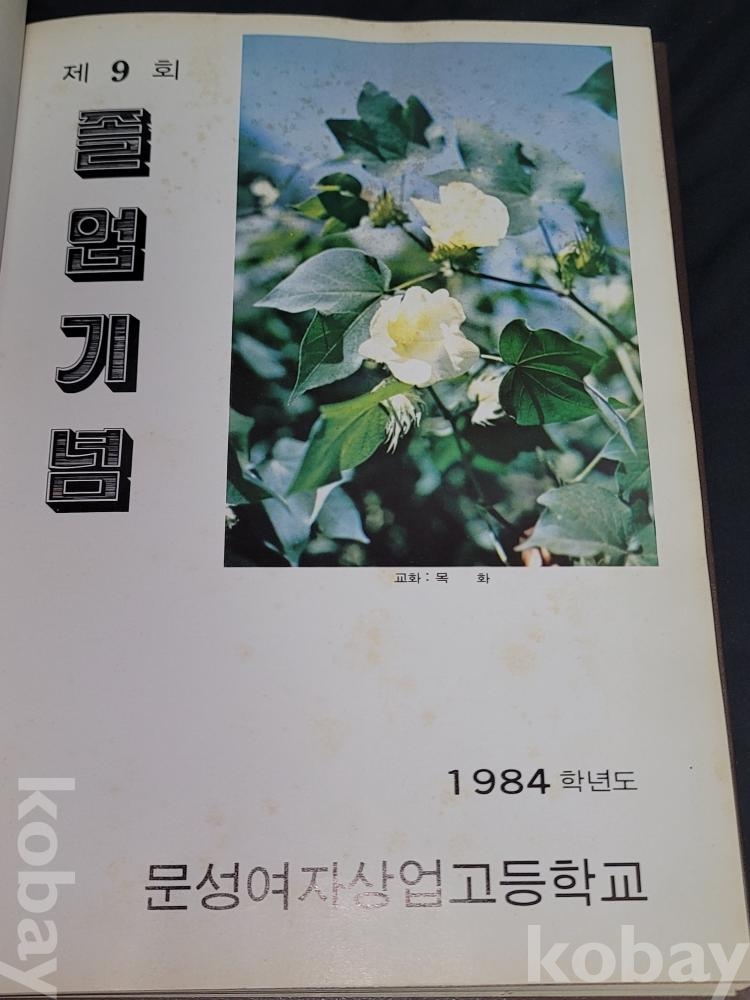 제 9 회
졸업기념
교화 : 목 화
1984 학년도
문성여자상업고등학교
kobay
kobay